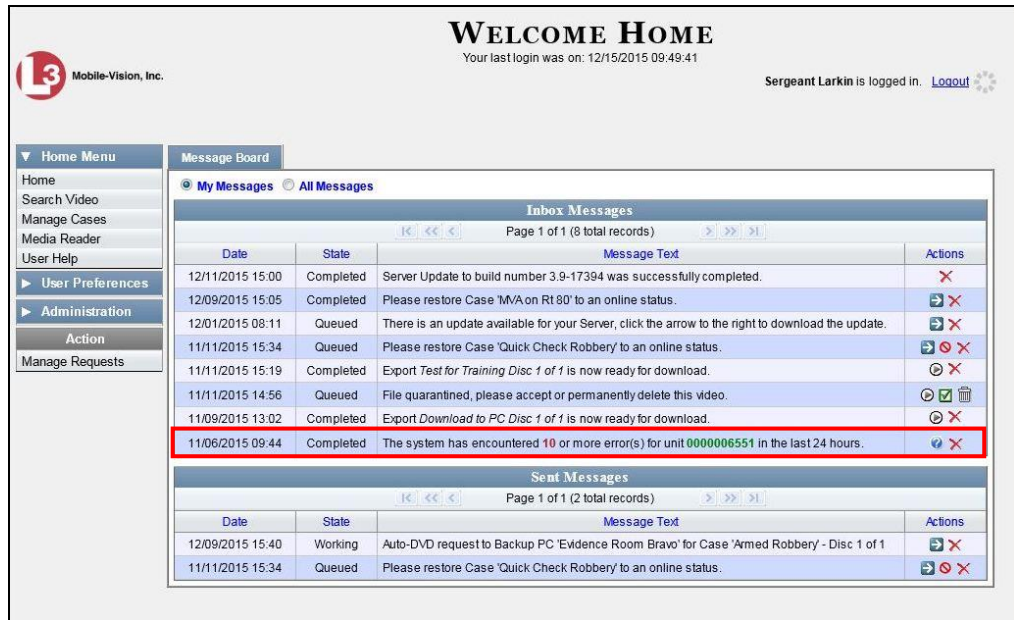 WELCOME HOME
Your last login was on: 12/15/2015 09:49:41
L3 Mobile-Vision, Inc.
Sergeant Larkin is logged in. Logout
Home Menu
Home
Search Video
Manage Cases
Media Reader
User Help
User Preferences
Administration
Action
Manage Requests
Message Board
My Messages All Messages
Inbox Messages
Page 1 of 1 (8 total records)
Date State Message Text Actions
12/11/2015 15:00 Completed Server Update to build number 3.9-17394 was successfully completed.
12/09/2015 15:05 Completed Please restore Case 'MVA on Rt 80' to an online status.
12/01/2015 08:11 Queued There is an update available for your Server, click the arrow to the right to download the update.
11/11/2015 15:34 Queued Please restore Case 'Quick Check Robbery' to an online status.
11/11/2015 15:19 Completed Export Test for Training Disc 1 of 1 is now ready for download.
11/11/2015 14:56 Queued File quarantined, please accept or permanently delete this video.
11/09/2015 13:02 Completed Export Download to PC Disc 1 of 1 is now ready for download.
11/06/2015 09:44 Completed The system has encountered 10 or more error(s) for unit 0000006551 in the last 24 hours.
Sent Messages
Page 1 of 1 (2 total records)
Date State Message Text Actions
12/09/2015 15:40 Working Auto-DVD request to Backup PC 'Evidence Room Bravo' for Case 'Armed Robbery' - Disc 1 of 1
11/11/2015 15:34 Queued Please restore Case 'Quick Check Robbery' to an online status.